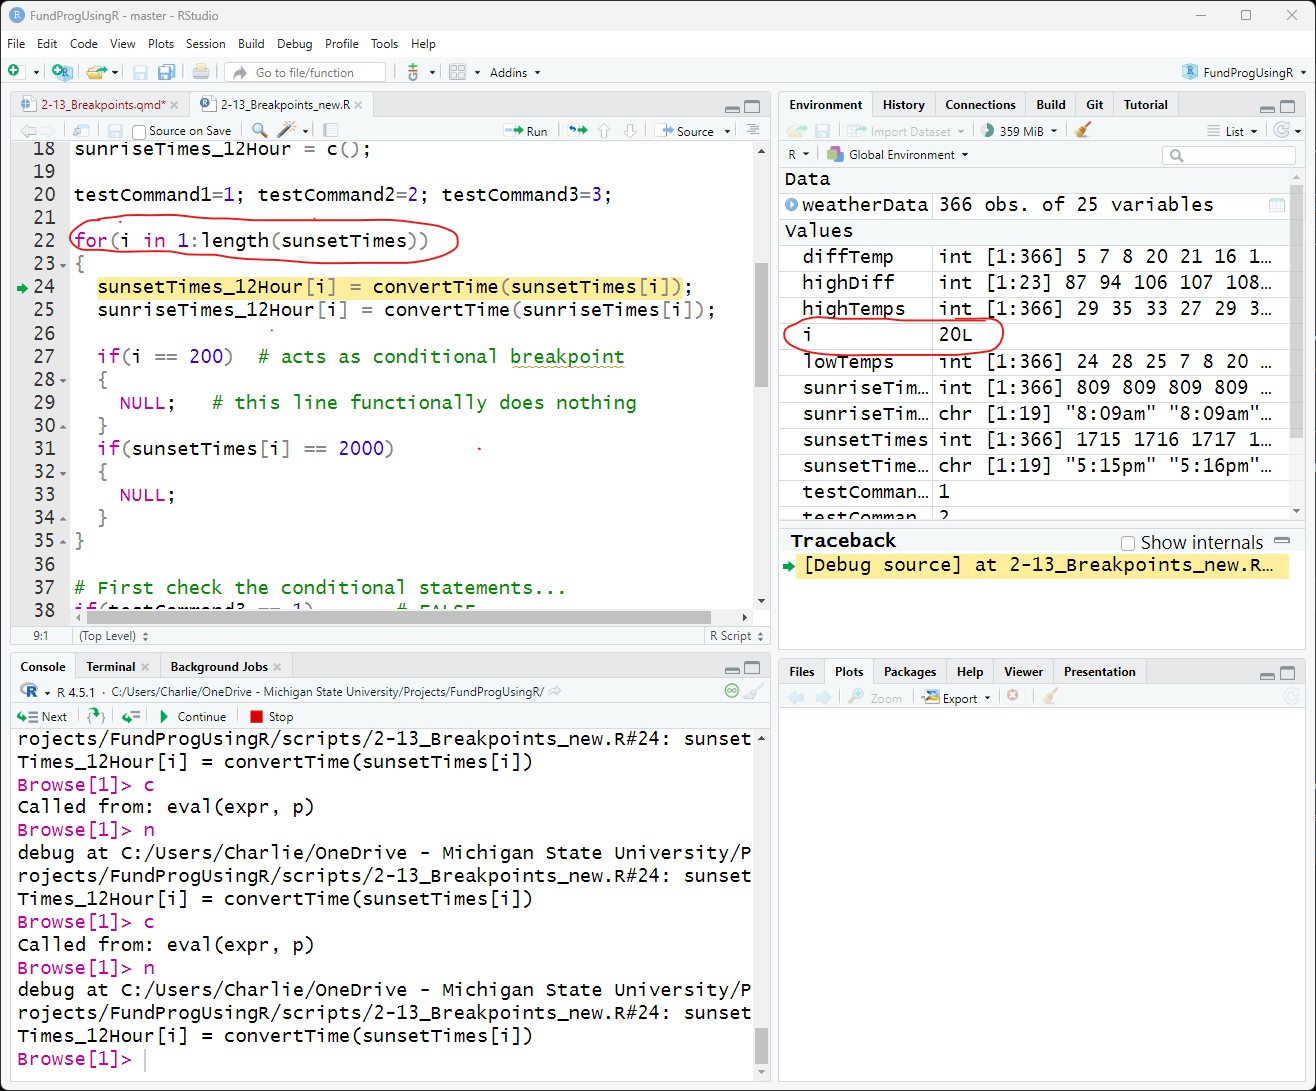 FundProgUsingR - master - RStudio
File Edit Code View Plots Session Build Debug Profile Tools Help
Go to file/function Addins FundProgUsingR
2-13_Breakpoints.qmd* 2-13_Breakpoints_new.R
Source on Save Run Source
18 sunriseTimes_12Hour = c();
19
20 testCommand1=1; testCommand2=2; testCommand3=3;
21
22 for(i in 1:length(sunsetTimes))
23 {
24 sunsetTimes_12Hour[i] = convertTime(sunsetTimes[i]);
25 sunriseTimes_12Hour[i] = convertTime(sunriseTimes[i]);
26
27 if(i == 200) # acts as conditional breakpoint
28 {
29 NULL; # this line functionally does nothing
30 }
31 if(sunsetTimes[i] == 2000)
32 {
33 NULL;
34 }
35 }
36
37 # First check the conditional statements...
38 if(testCommand3 == 1) # FALSE
9:1 (Top Level) R Script
Console Terminal Background Jobs
R 4.5.1 · C:/Users/Charlie/OneDrive - Michigan State University/Projects/FundProgUsingR/
Next Continue Stop
rojects/FundProgUsingR/scripts/2-13_Breakpoints_new.R#24: sunset
Times_12Hour[i] = convertTime(sunsetTimes[i])
Browse[1]> c
Called from: eval(expr, p)
Browse[1]> n
debug at C:/Users/Charlie/OneDrive - Michigan State University/P
rojects/FundProgUsingR/scripts/2-13_Breakpoints_new.R#24: sunset
Times_12Hour[i] = convertTime(sunsetTimes[i])
Browse[1]> c
Called from: eval(expr, p)
Browse[1]> n
debug at C:/Users/Charlie/OneDrive - Michigan State University/P
rojects/FundProgUsingR/scripts/2-13_Breakpoints_new.R#24: sunset
Times_12Hour[i] = convertTime(sunsetTimes[i])
Browse[1]>
Environment History Connections Build Git Tutorial
Import Dataset 359 MiB List
R Global Environment
Data
weatherData 366 obs. of 25 variables
Values
diffTemp int [1:366] 5 7 8 20 21 16 1...
highDiff int [1:23] 87 94 106 107 108...
highTemps int [1:366] 29 35 33 27 29 3...
i 20L
lowTemps int [1:366] 24 28 25 7 8 20 ...
sunriseTim... int [1:366] 809 809 809 809 ...
sunriseTim... chr [1:19] "8:09am" "8:09am"...
sunsetTimes int [1:366] 1715 1716 1717 1...
sunsetTime... chr [1:19] "5:15pm" "5:16pm"...
testComman... 1
testComman... 2
Traceback Show internals
[Debug source] at 2-13_Breakpoints_new.R...
Files Plots Packages Help Viewer Presentation
Zoom Export